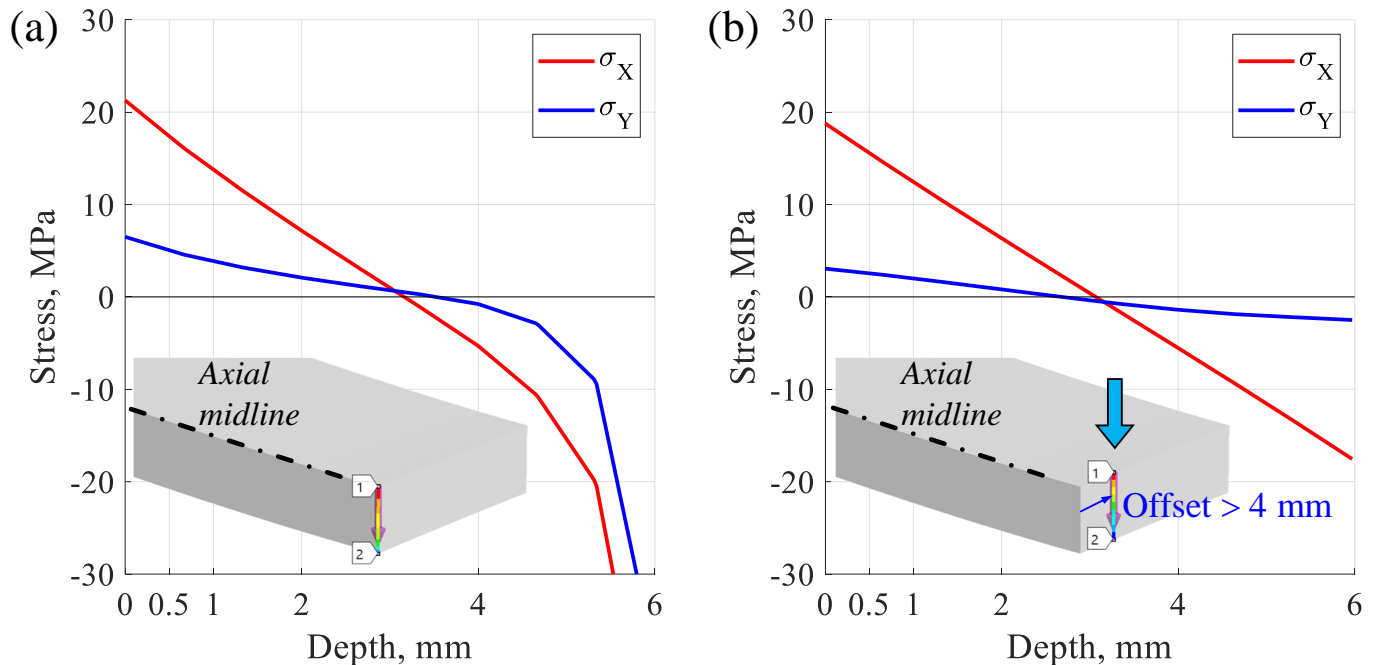 (a)
30
20
10
0
-10
-20
-30
Stress, MPa
σX
σY
Axial
midline
1
2
0 0.5 1 2 4 6
Depth, mm
(b)
30
20
10
0
-10
-20
-30
Stress, MPa
σX
σY
Axial
midline
1
Offset > 4 mm
2
0 0.5 1 2 4 6
Depth, mm